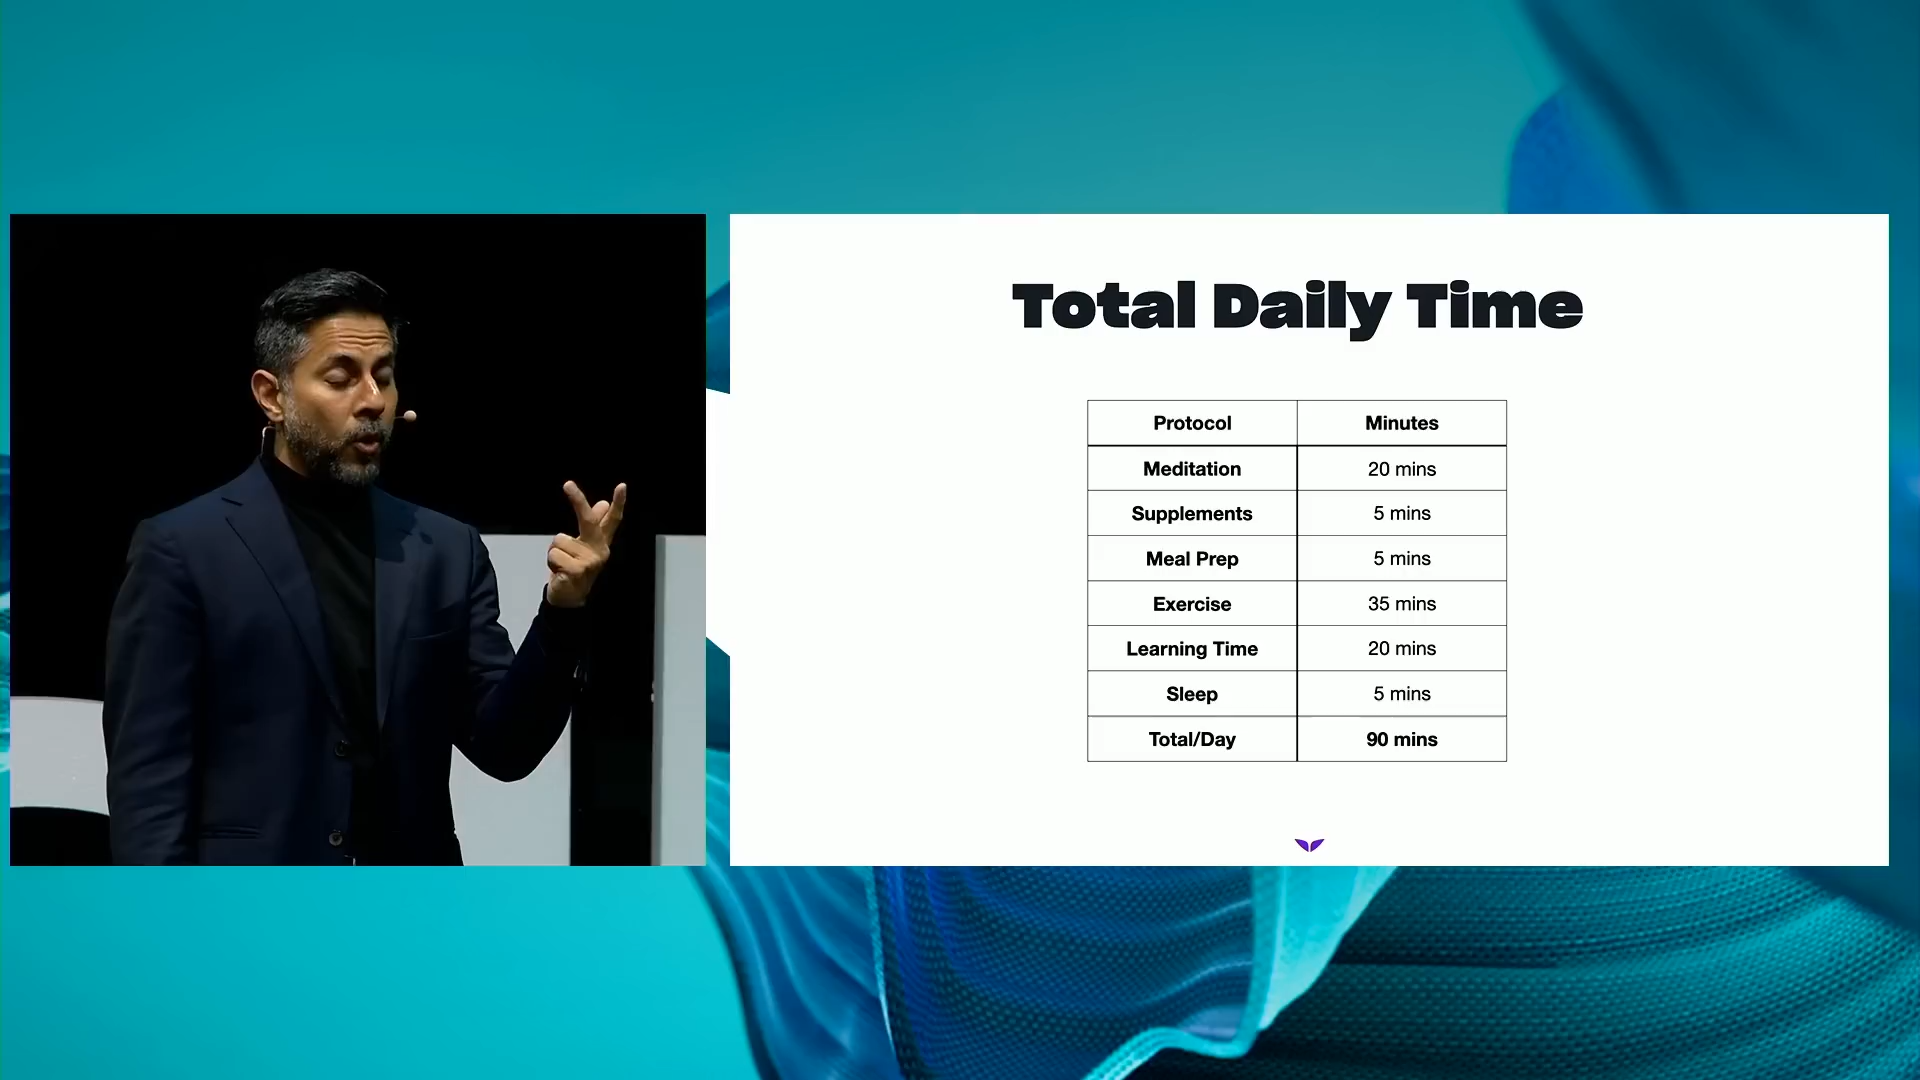 Total Daily Time
Protocol Minutes
Meditation 20 mins
Supplements 5 mins
Meal Prep 5 mins
Exercise 35 mins
Learning Time 20 mins
Sleep 5 mins
Total/Day 90 mins